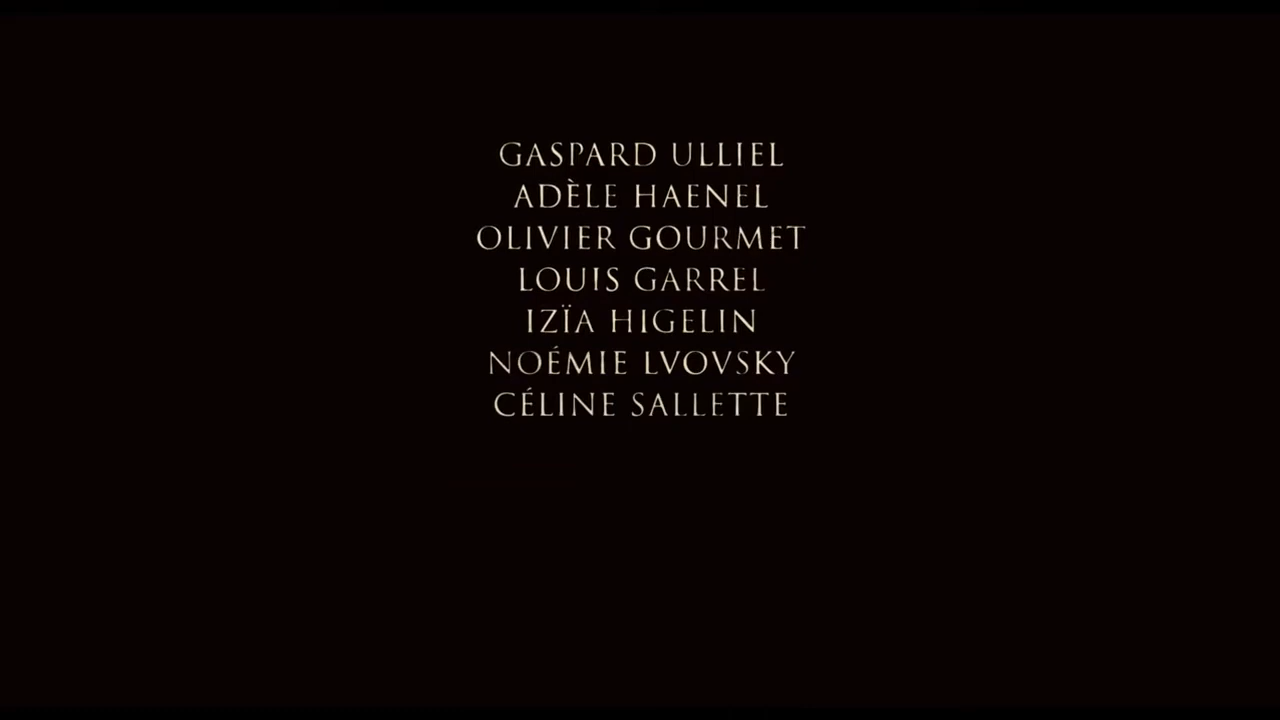 GASPARD ULLIEL
ADÈLE HAENEL
OLIVIER GOURMET
LOUIS GARREL
IZÏA HIGELIN
NOÉMIE LVOVSKY
CÉLINE SALLETTE